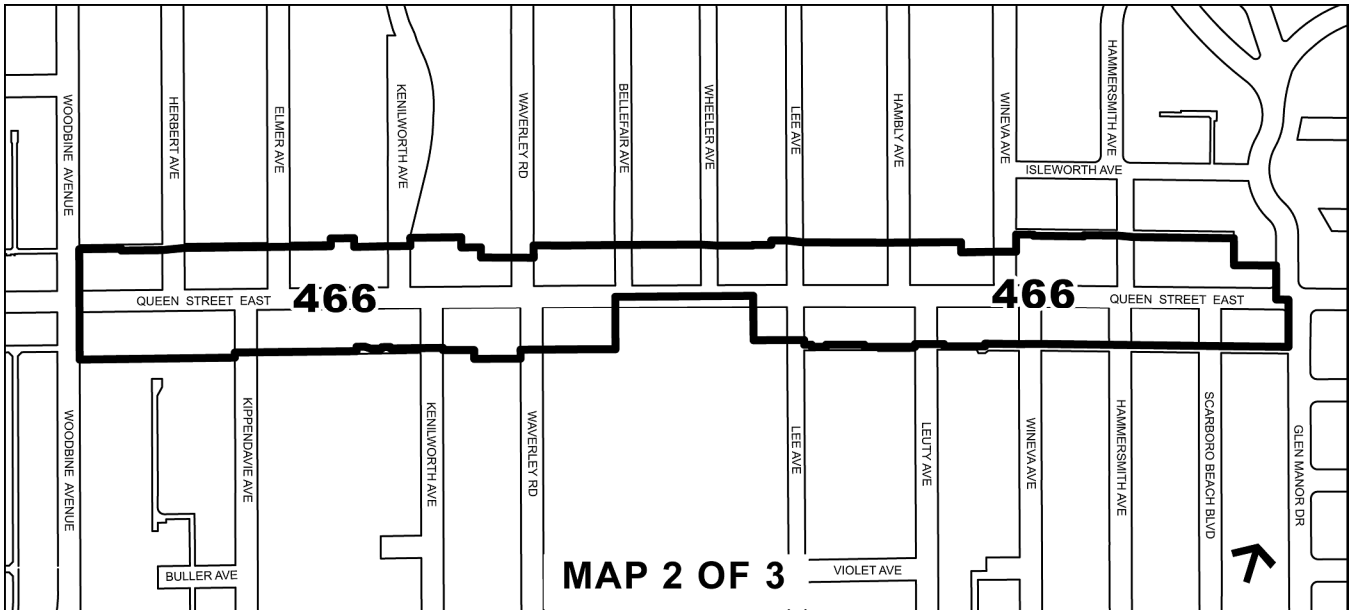 WOODBINE AVENUE
HERBERT AVE
ELMER AVE
KENILWORTH AVE
WAVERLEY RD
BELLEFAIR AVE
WHEELER AVE
LEE AVE
HAMBLY AVE
WINEVA AVE
HAMMERSMITH AVE
ISLEWORTH AVE
QUEEN STREET EAST
466
466
QUEEN STREET EAST
WOODBINE AVENUE
KIPPENDAVIE AVE
KENILWORTH AVE
WAVERLEY RD
LEE AVE
LEUTY AVE
WINEVA AVE
HAMMERSMITH AVE
SCARBORO BEACH BLVD
GLEN MANOR DR
BULLER AVE
MAP 2 OF 3
VIOLET AVE